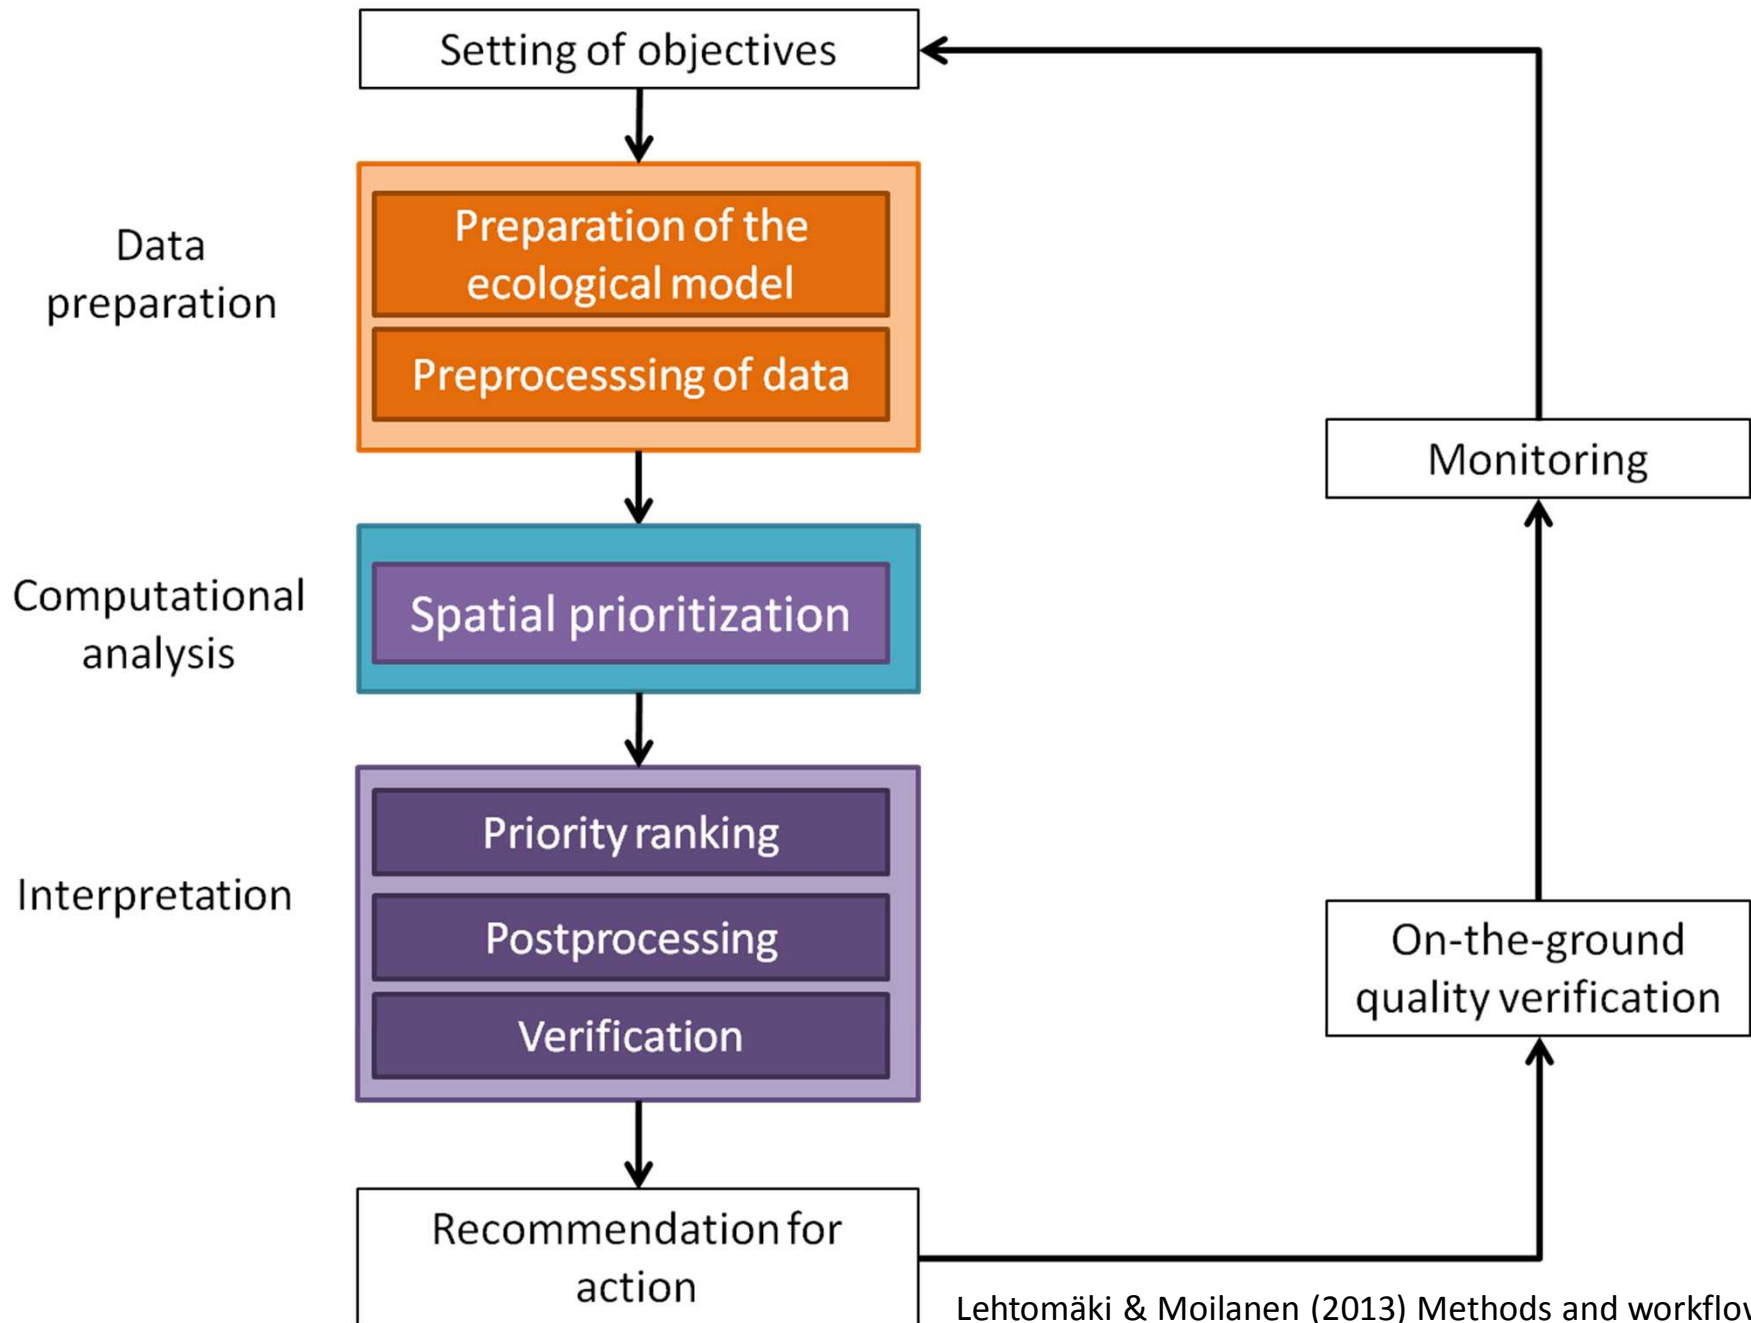 Setting of objectives
Data
preparation
Preparation of the
ecological model
Preprocesssing of data
Computational
analysis
Spatial prioritization
Interpretation
Priority ranking
Postprocessing
Verification
Recommendation for
action
Monitoring
On-the-ground
quality verification
Lehtomäki & Moilanen (2013) Methods and